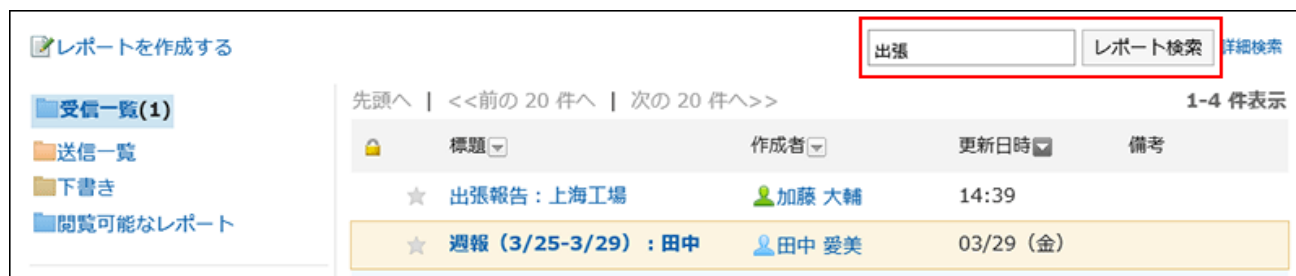 レポートを作成する
出張 レポート検索 詳細検索
受信一覧(1)
送信一覧
下書き
閲覧可能なレポート
先頭へ | <<前の 20 件へ | 次の 20 件へ>> 1-4 件表示
標題 作成者 更新日時 備考
出張報告：上海工場 加藤 大輔 14:39
週報（3/25-3/29）：田中 田中 愛美 03/29（金）